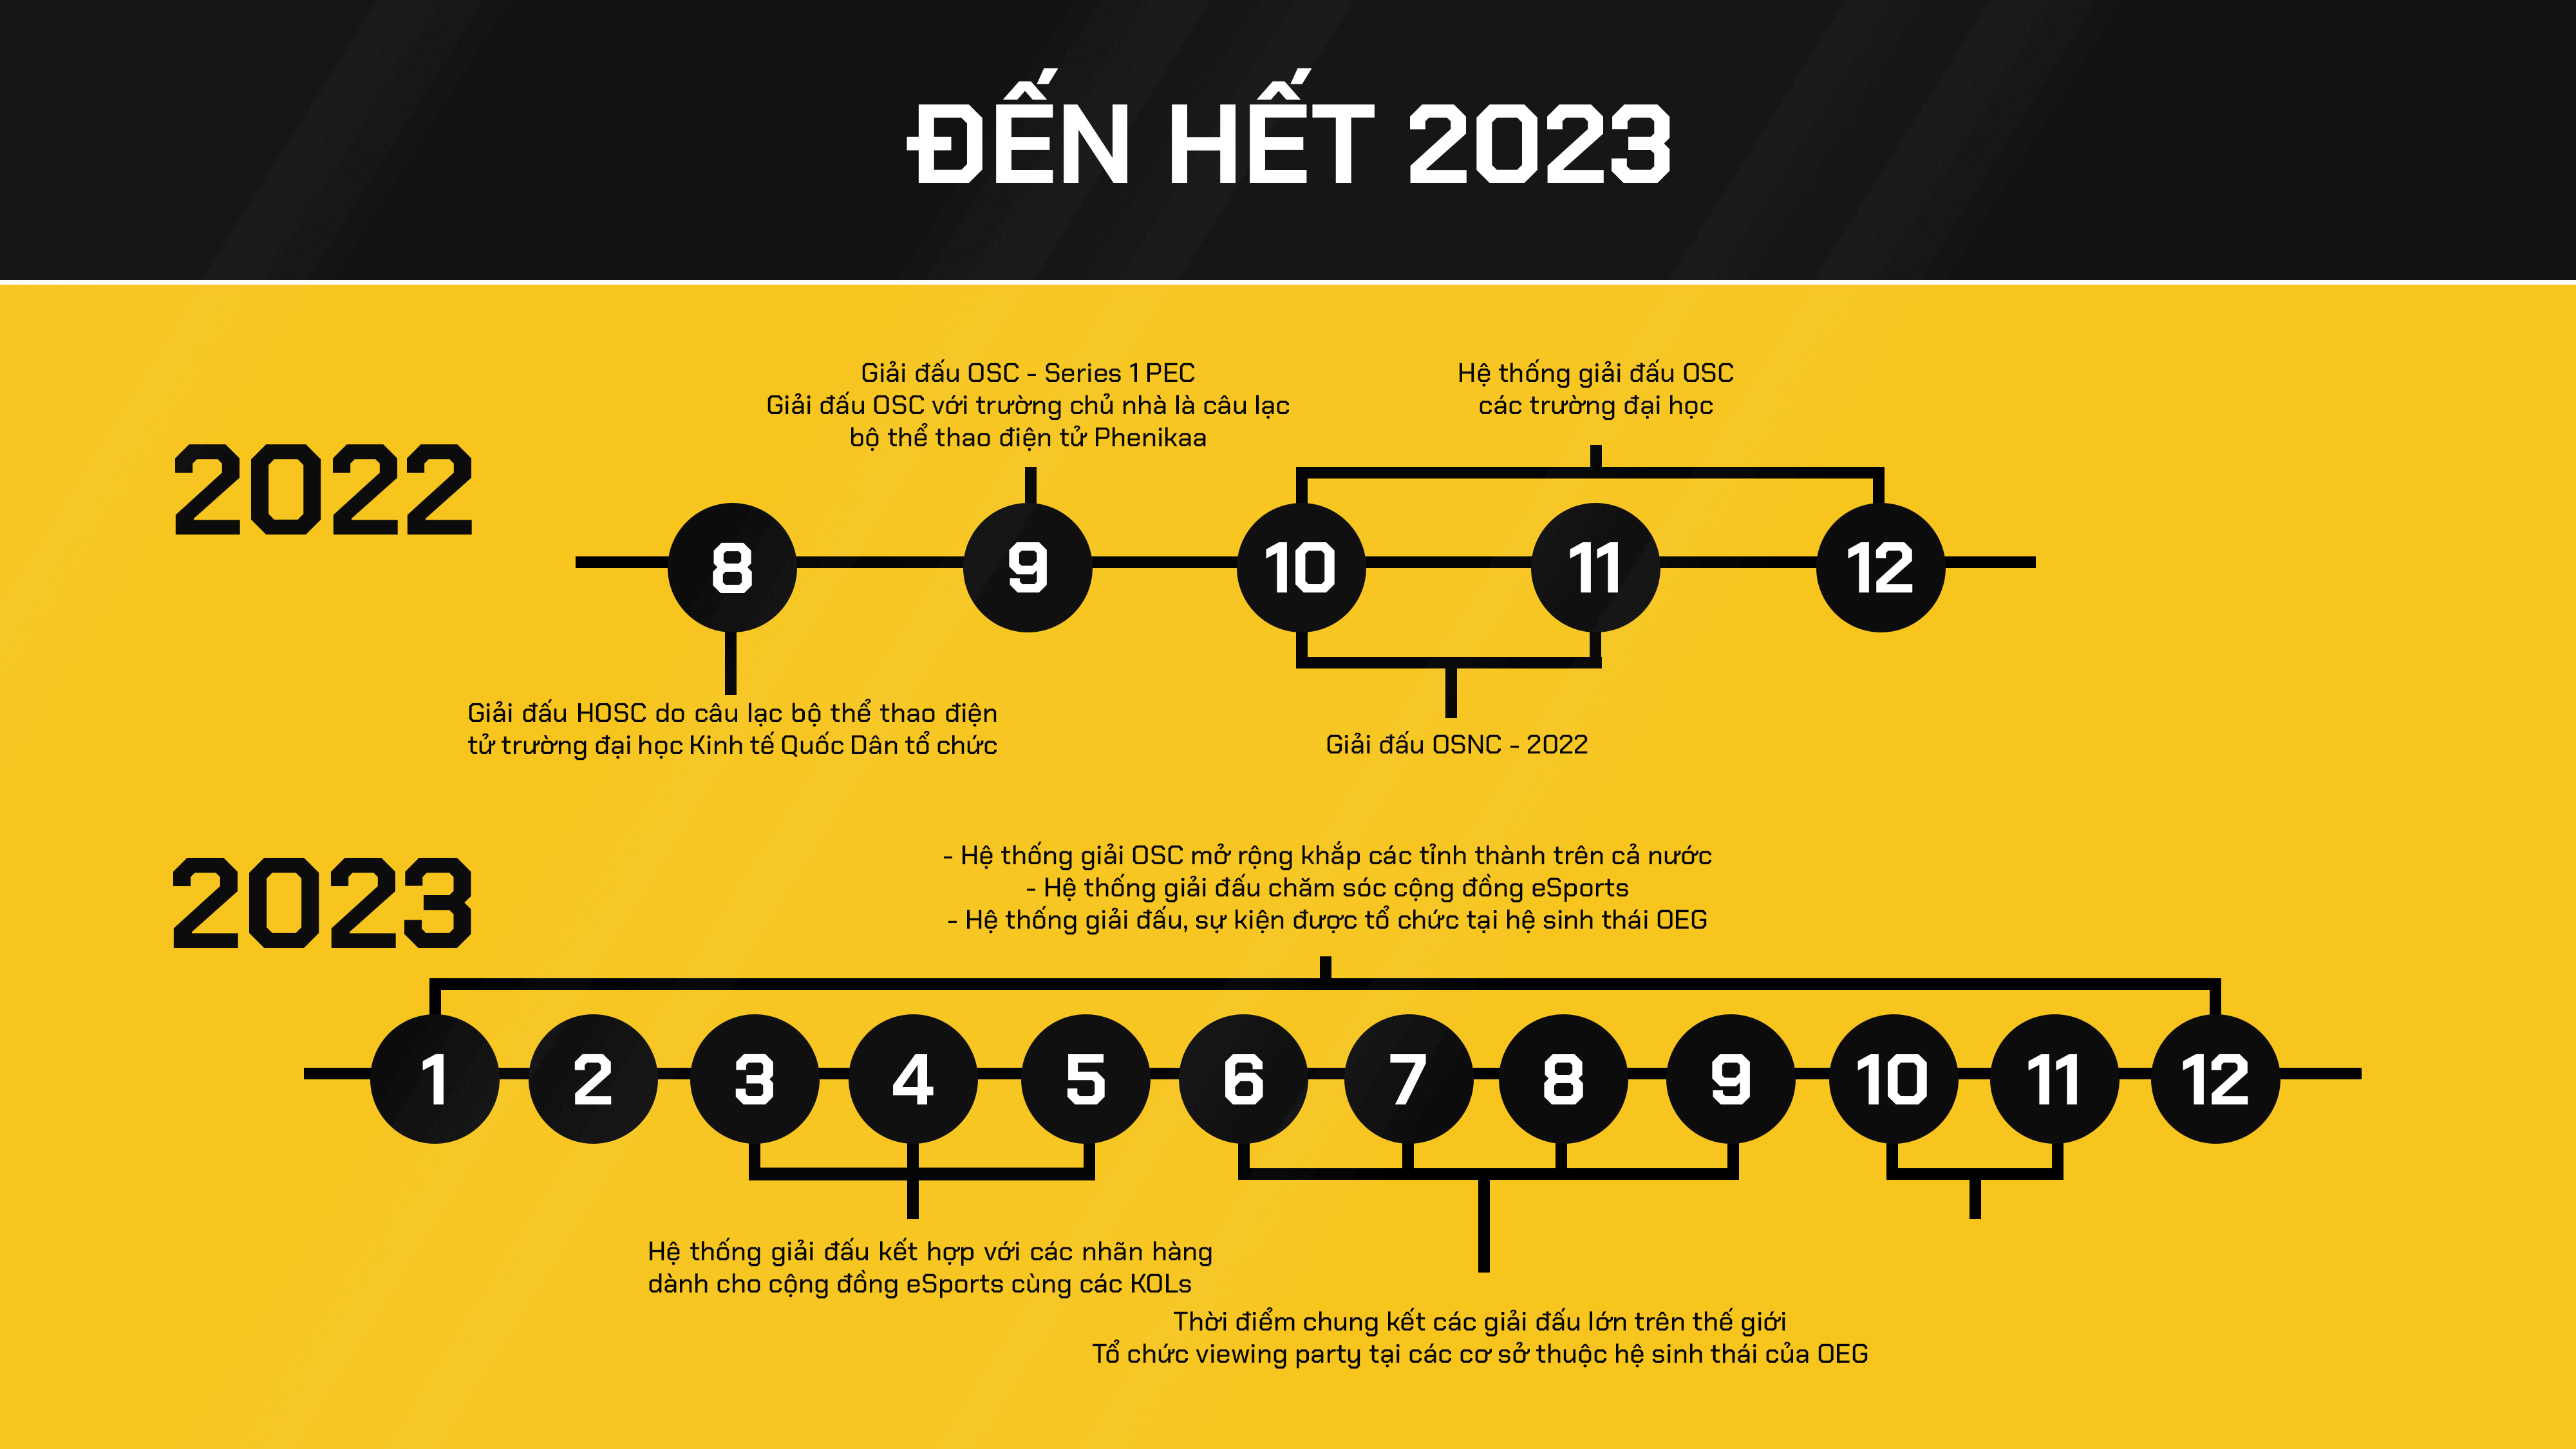 ĐẾN HẾT 2023
2022
Giải đấu OSC - Series 1 PEC
Giải đấu OSC với trường chủ nhà là câu lạc
bộ thể thao điện tử Phenikaa
Hệ thống giải đấu OSC
các trường đại học
8 9 10 11 12
Giải đấu HOSC do câu lạc bộ thể thao điện
tử trường đại học Kinh tế Quốc Dân tổ chức
Giải đấu OSNC - 2022
2023
- Hệ thống giải OSC mở rộng khắp các tỉnh thành trên cả nước
- Hệ thống giải đấu chăm sóc cộng đồng eSports
- Hệ thống giải đấu, sự kiện được tổ chức tại hệ sinh thái OEG
1 2 3 4 5 6 7 8 9 10 11 12
Hệ thống giải đấu kết hợp với các nhãn hàng
dành cho cộng đồng eSports cùng các KOLs
Thời điểm chung kết các giải đấu lớn trên thế giới
Tổ chức viewing party tại các cơ sở thuộc hệ sinh thái của OEG